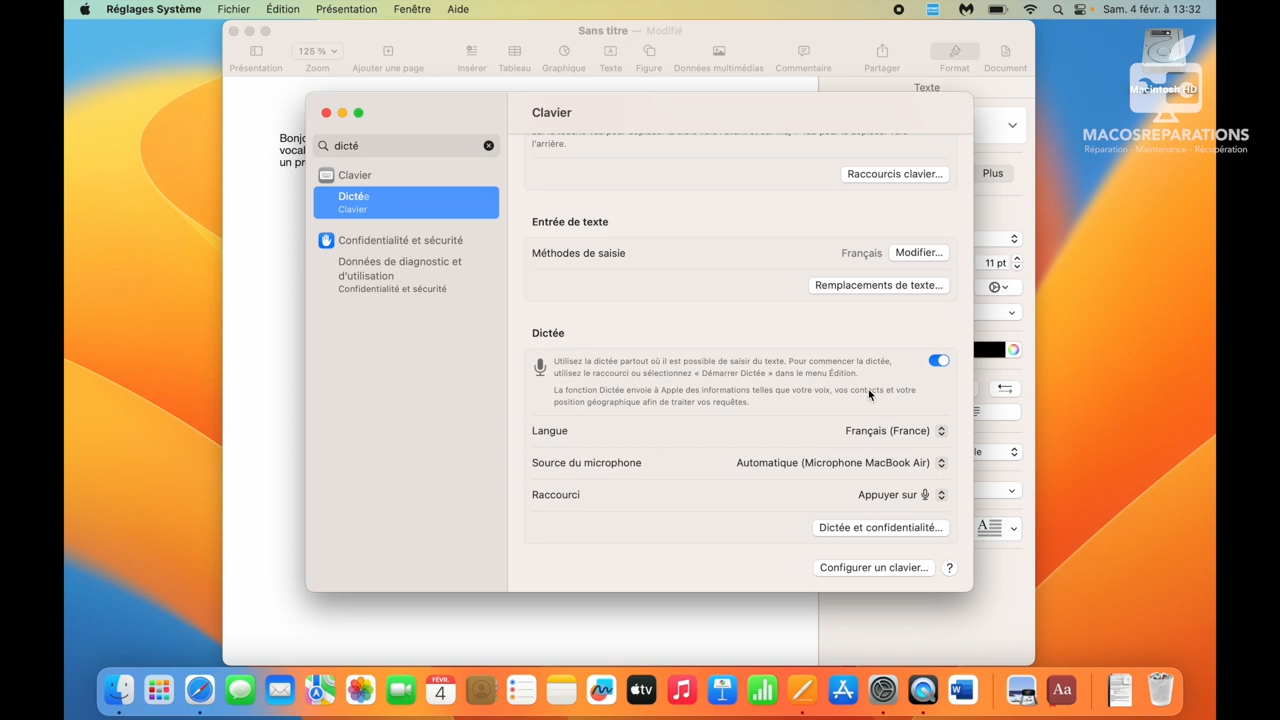 Réglages Système Fichier Édition Présentation Fenêtre Aide Sam. 4 févr. à 13:32
Sans titre — Modifié
125 %
Présentation Zoom Ajouter une page Insérer Tableau Graphique Texte Figure Données multimédias Commentaire Partager Format Document
Texte
Macintosh HD
MACOSREPARATIONS
Réparation - Maintenance - Récupération
Bonj
vocal
un pr
Plus
11 pt
Clavier
dicté
l'arrière.
Clavier
Raccourcis clavier...
Dictée
Clavier
Entrée de texte
Confidentialité et sécurité
Méthodes de saisie Français Modifier...
Données de diagnostic et
d'utilisation
Confidentialité et sécurité
Remplacements de texte...
Dictée
Utilisez la dictée partout où il est possible de saisir du texte. Pour commencer la dictée,
utilisez le raccourci ou sélectionnez « Démarrer Dictée » dans le menu Édition.
La fonction Dictée envoie à Apple des informations telles que votre voix, vos contacts et votre
position géographique afin de traiter vos requêtes.
Langue Français (France)
Source du microphone Automatique (Microphone MacBook Air)
Raccourci Appuyer sur
Dictée et confidentialité...
Configurer un clavier... ?
FÉVR.
4
tv
Aa